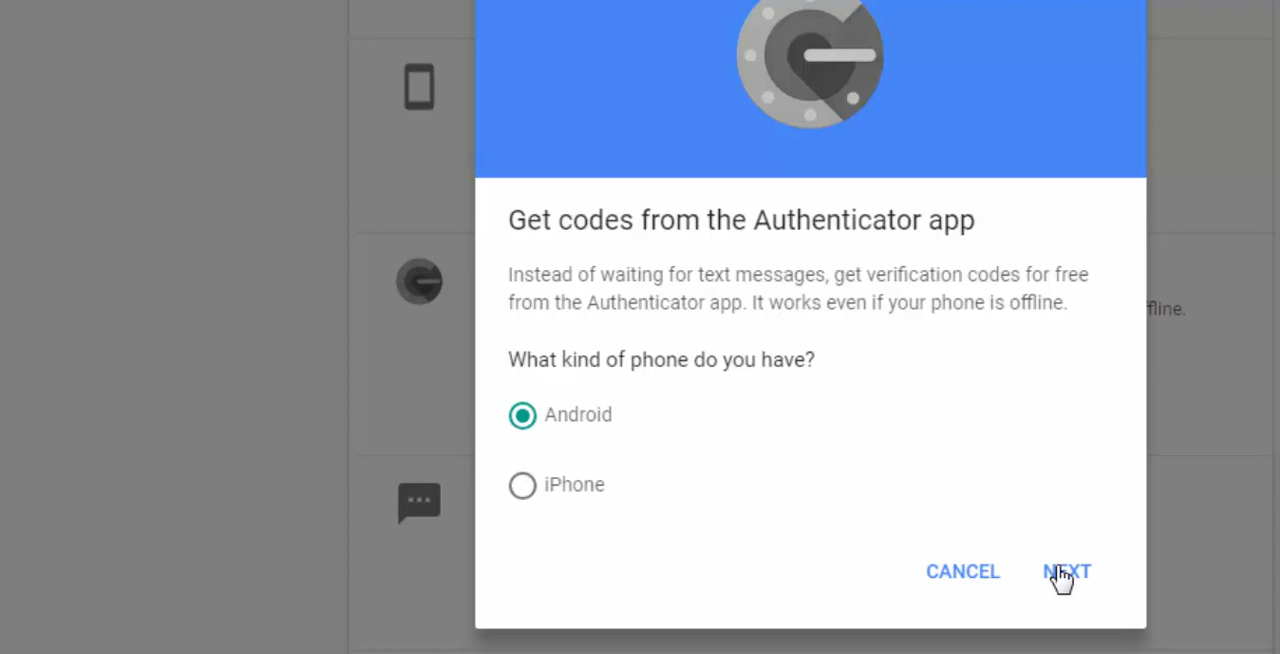 Get codes from the Authenticator app
Instead of waiting for text messages, get verification codes for free
from the Authenticator app. It works even if your phone is offline.
ffline.
What kind of phone do you have?
Android
iPhone
CANCEL NEXT